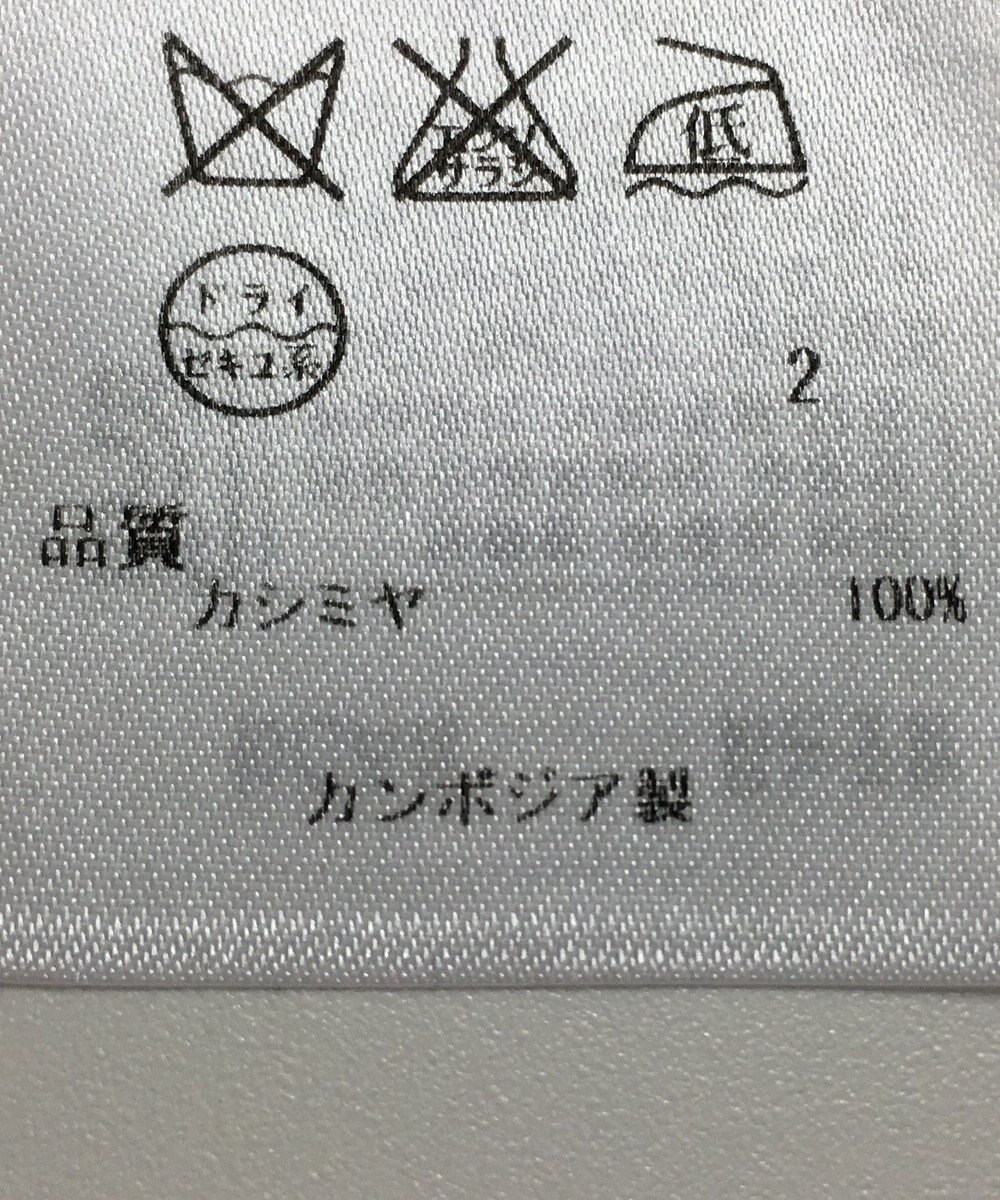 エンソ 低
サラシ
ドライ
セキユ系
2
品質
カシミヤ 100%
カンボジア製